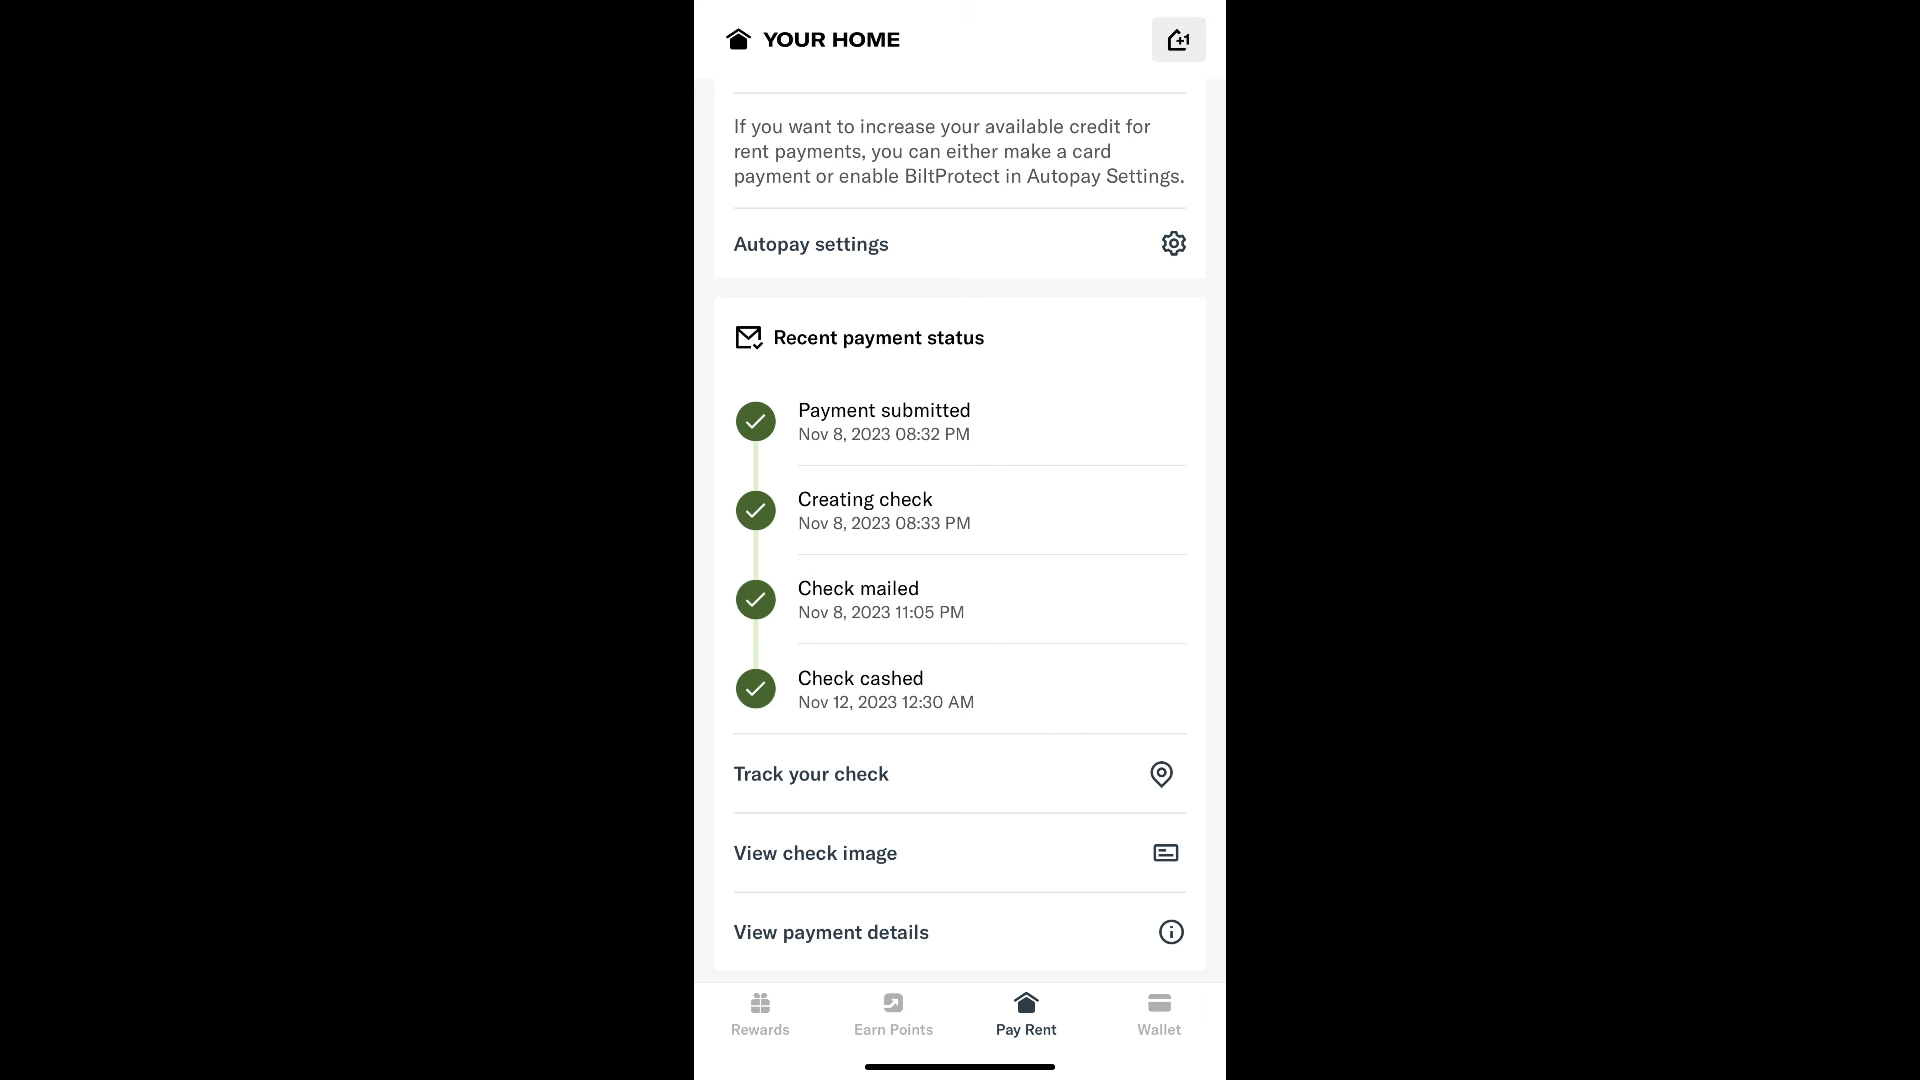 YOUR HOME
+1
If you want to increase your available credit for
rent payments, you can either make a card
payment or enable BiltProtect in Autopay Settings.
Autopay settings
Recent payment status
Payment submitted
Nov 8, 2023 08:32 PM
Creating check
Nov 8, 2023 08:33 PM
Check mailed
Nov 8, 2023 11:05 PM
Check cashed
Nov 12, 2023 12:30 AM
Track your check
View check image
View payment details
Rewards
Earn Points
Pay Rent
Wallet